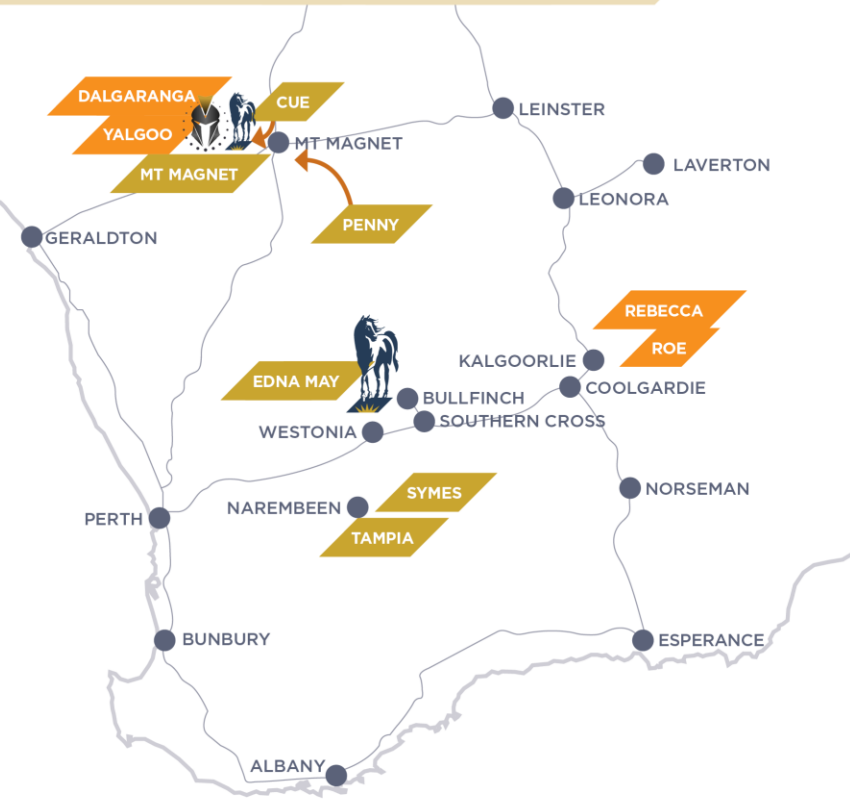 DALGARANGA
CUE
YALGOO
MT MAGNET
MT MAGNET
LEINSTER
LAVERTON
LEONORA
PENNY
GERALDTON
REBECCA
ROE
KALGOORLIE
EDNA MAY
COOLGARDIE
BULLFINCH
SOUTHERN CROSS
WESTONIA
SYMES
NORSEMAN
NAREMBEEN
PERTH
TAMPIA
BUNBURY
ESPERANCE
ALBANY